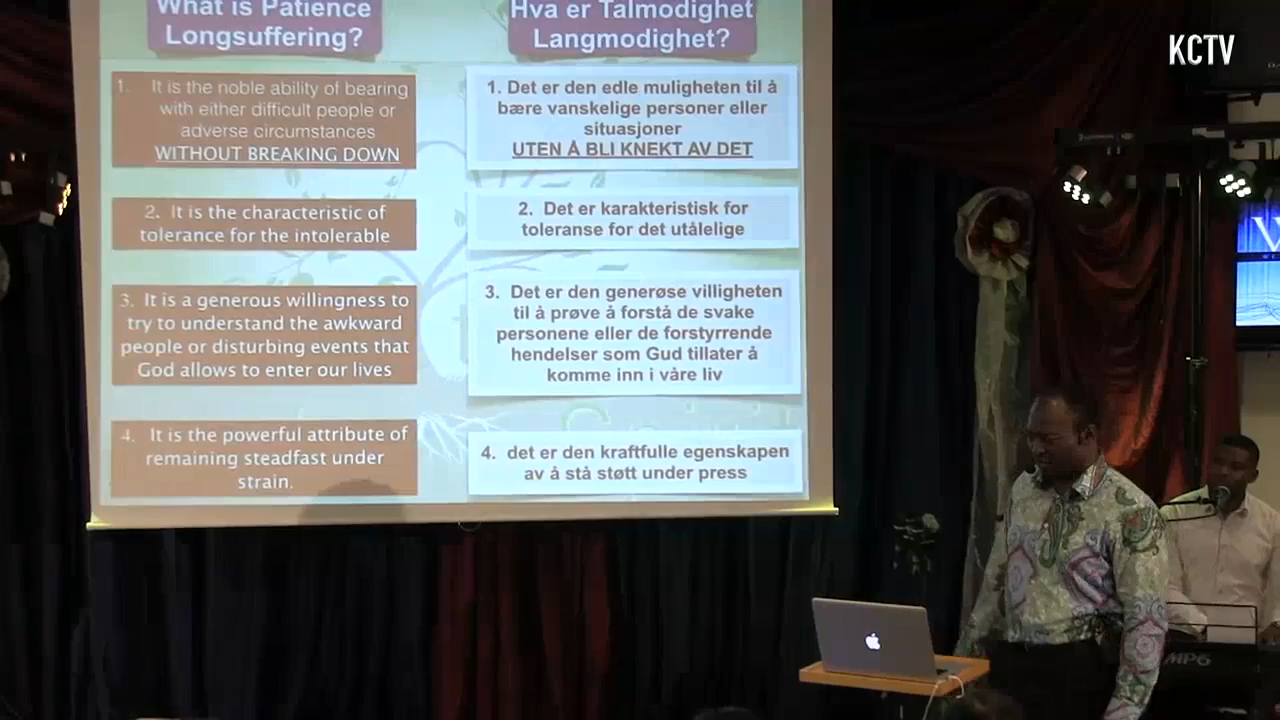 What is Patience
Longsuffering?
Hva er Talmodighet
Langmodighet?
1. It is the noble ability of bearing
with either difficult people or
adverse circumstances
WITHOUT BREAKING DOWN
1. Det er den edle muligheten til å
bære vanskelige personer eller
situasjoner
UTEN Å BLI KNEKT AV DET
2. It is the characteristic of
tolerance for the intolerable
2. Det er karakteristisk for
toleranse for det utålelige
3. It is a generous willingness to
try to understand the awkward
people or disturbing events that
God allows to enter our lives
3. Det er den generøse villigheten
til å prøve å forstå de svake
personene eller de forstyrrende
hendelser som Gud tillater å
komme inn i våre liv
4. It is the powerful attribute of
remaining steadfast under
strain.
4. det er den kraftfulle egenskapen
av å stå støtt under press
KCTV
MP6